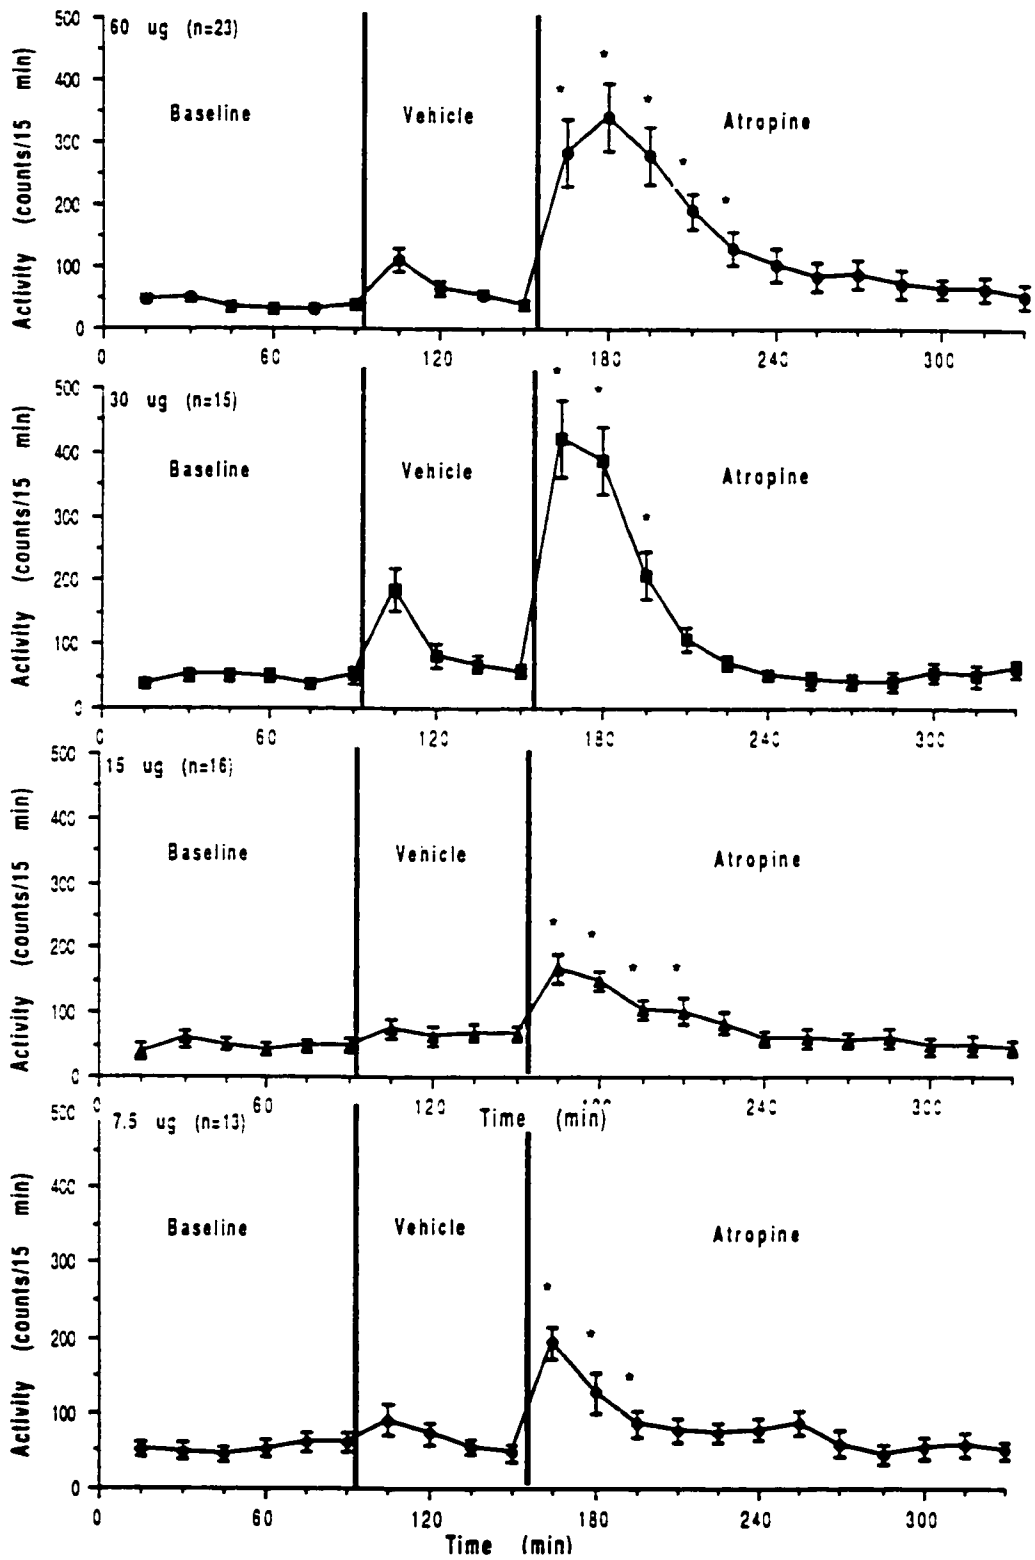 60 ug (n=23)
Activity (counts/15 min)
500
400
300
200
100
0
Baseline
Vehicle
Atropine
* * * * *
0 60 120 180 240 300
30 ug (n=15)
Activity (counts/15 min)
500
400
300
200
100
0
Baseline
Vehicle
Atropine
* * *
0 60 120 180 240 300
15 ug (n=16)
Activity (counts/15 min)
500
400
300
200
100
0
Baseline
Vehicle
Atropine
* * * *
0 60 120 180 240 300
Time (min)
7.5 ug (n=13)
Activity (counts/15 min)
500
400
300
200
100
0
Baseline
Vehicle
Atropine
* * *
0 60 120 180 240 300
Time (min)